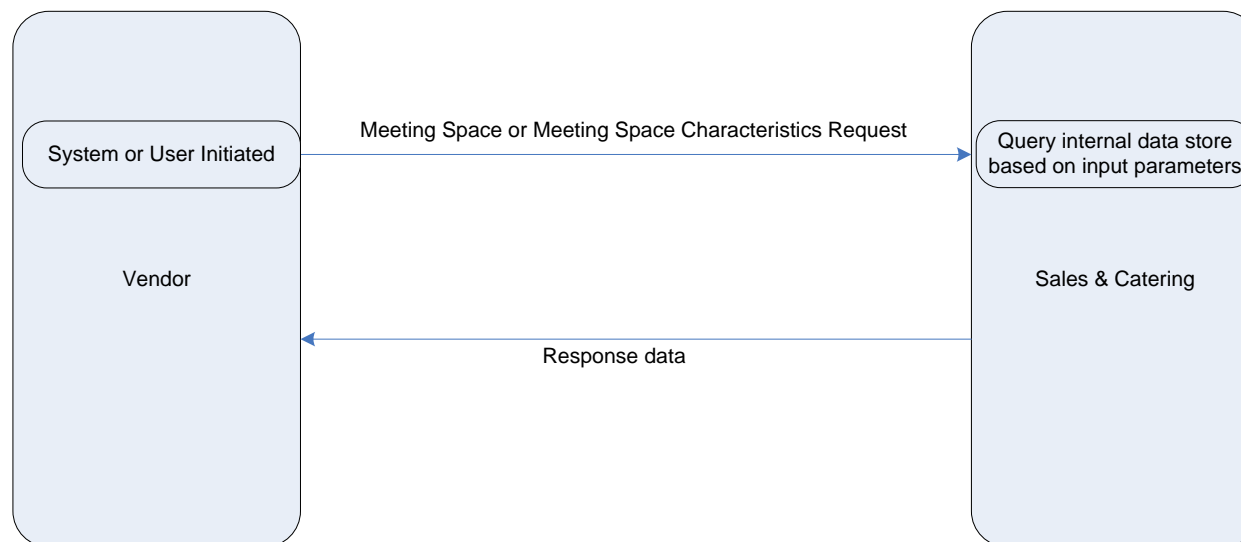 Meeting Space or Meeting Space Characteristics Request
System or User Initiated
Query internal data store
based on input parameters
Vendor
Sales & Catering
Response data